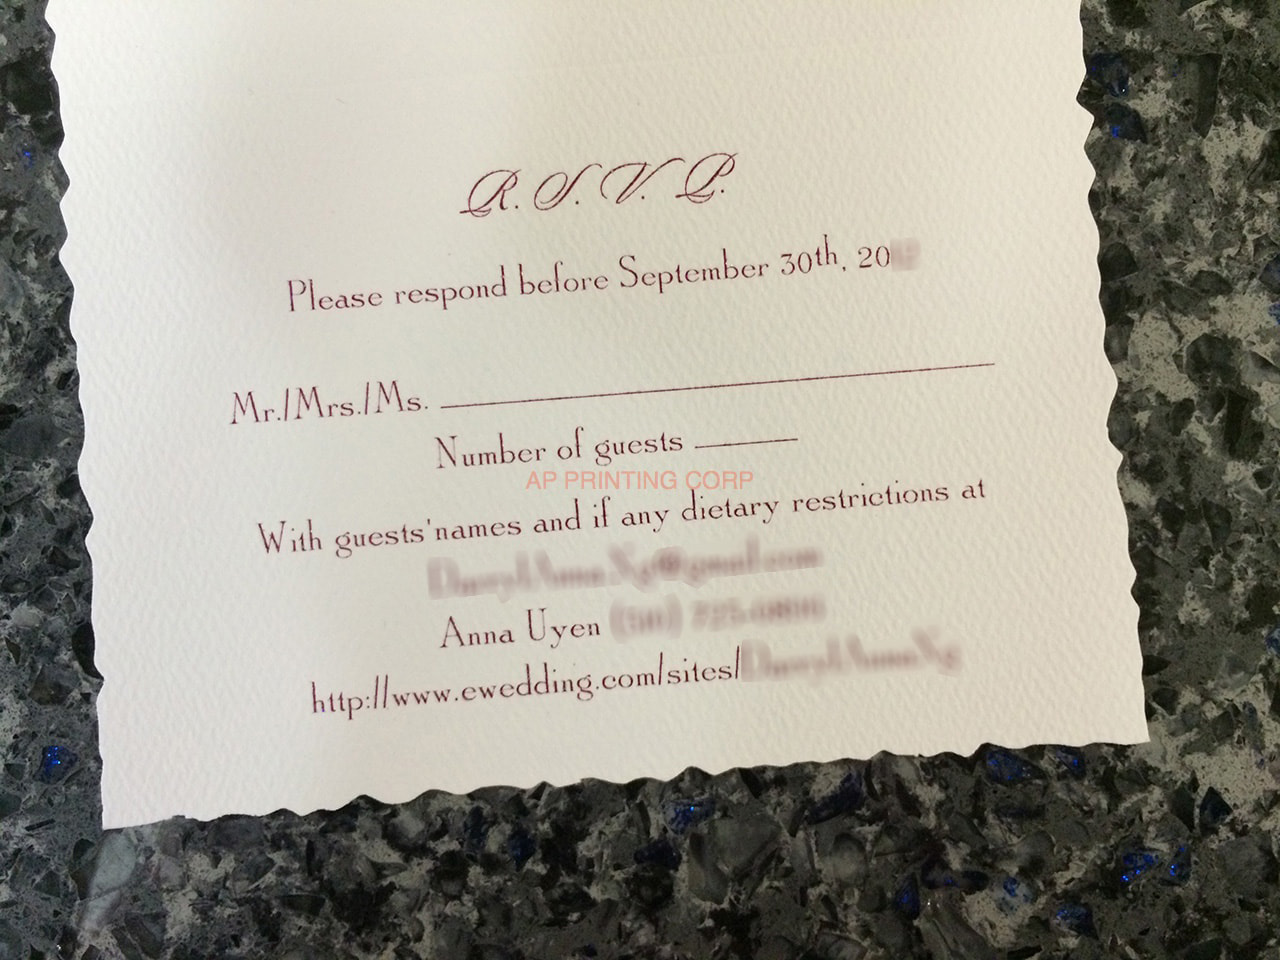 R.S.V.P.
Please respond before September 30th, 20
Mr./Mrs./Ms.
Number of guests
AP PRINTING CORP
With guests'names and if any dietary restrictions at
Anna Uyen
http://www.ewedding.com/sites/